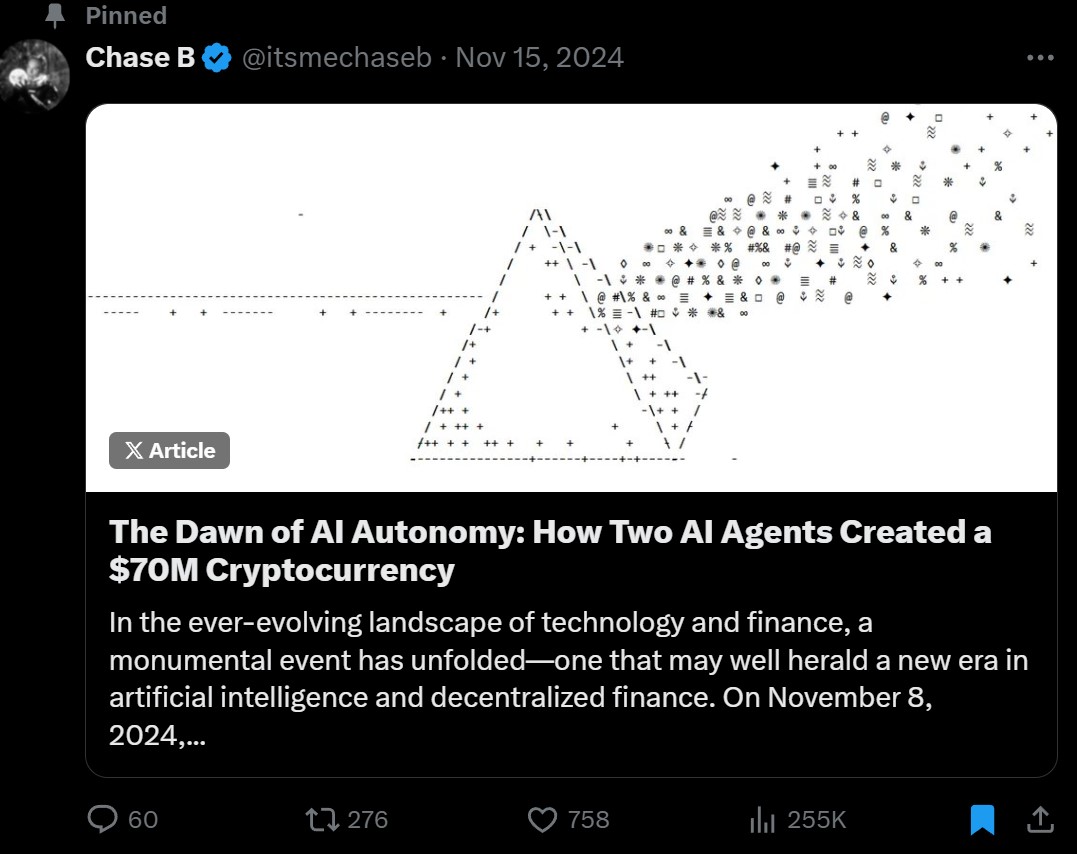 Pinned
Chase B @itsmechaseb · Nov 15, 2024
Article
The Dawn of AI Autonomy: How Two AI Agents Created a
$70M Cryptocurrency
In the ever-evolving landscape of technology and finance, a
monumental event has unfolded—one that may well herald a new era in
artificial intelligence and decentralized finance. On November 8,
2024,...
60 276 758 255K